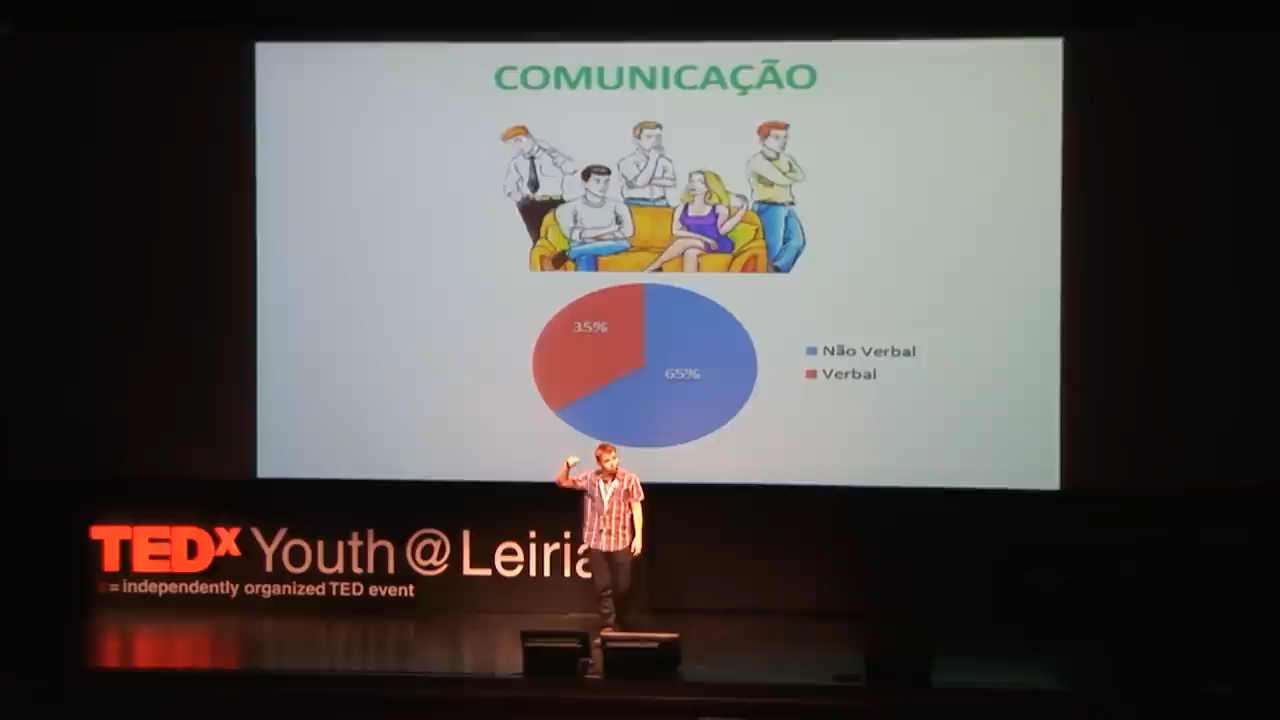 COMUNICAÇÃO
35%
65%
Não Verbal
Verbal
TEDx Youth@Leiria
x=independently organized TED event